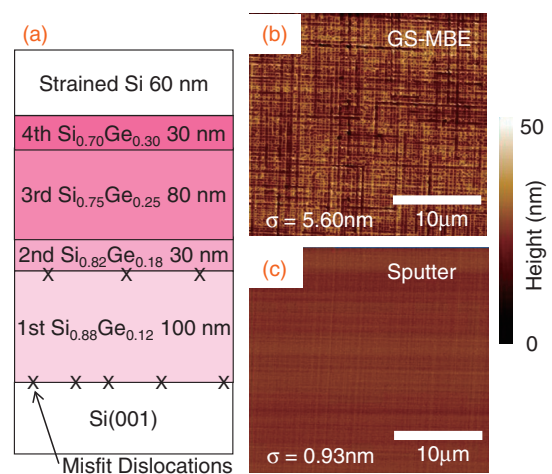 (a)
Strained Si 60 nm
4th Si0.70Ge0.30 30 nm
3rd Si0.75Ge0.25 80 nm
2nd Si0.82Ge0.18 30 nm
X X X
1st Si0.88Ge0.12 100 nm
X X X X X
Si(001)
Misfit Dislocations
(b)
GS-MBE
10μm
σ = 5.60nm
(c)
Sputter
10μm
σ = 0.93nm
50
Height (nm)
0